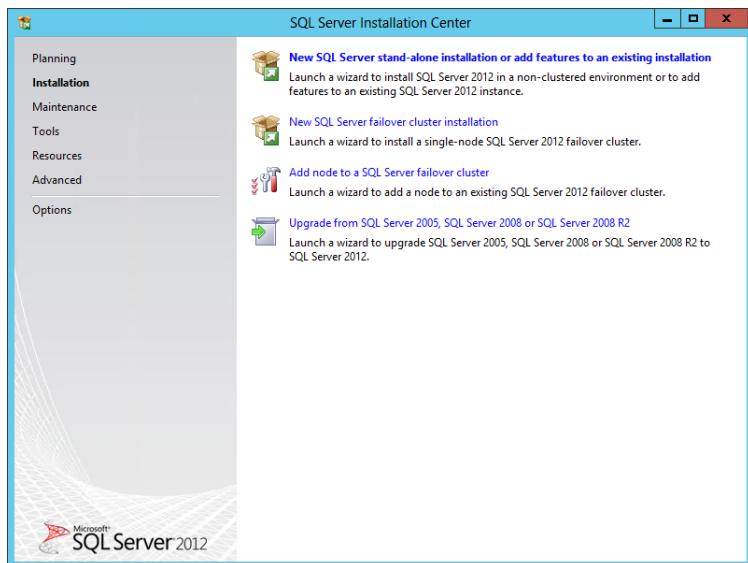 SQL Server Installation Center
Planning
Installation
Maintenance
Tools
Resources
Advanced
Options
New SQL Server stand-alone installation or add features to an existing installation
Launch a wizard to install SQL Server 2012 in a non-clustered environment or to add
features to an existing SQL Server 2012 instance.
New SQL Server failover cluster installation
Launch a wizard to install a single-node SQL Server 2012 failover cluster.
Add node to a SQL Server failover cluster
Launch a wizard to add a node to an existing SQL Server 2012 failover cluster.
Upgrade from SQL Server 2005, SQL Server 2008 or SQL Server 2008 R2
Launch a wizard to upgrade SQL Server 2005, SQL Server 2008 or SQL Server 2008 R2 to
SQL Server 2012.
Microsoft®
SQL Server 2012